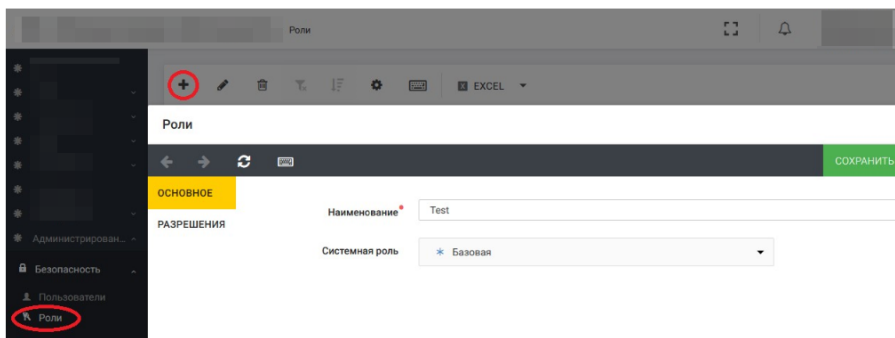 Роли
EXCEL
Роли
СОХРАНИТЬ
ОСНОВНОЕ
РАЗРЕШЕНИЯ
Наименование*
Test
Системная роль
Базовая
Администрирован...
Безопасность
Пользователи
Роли